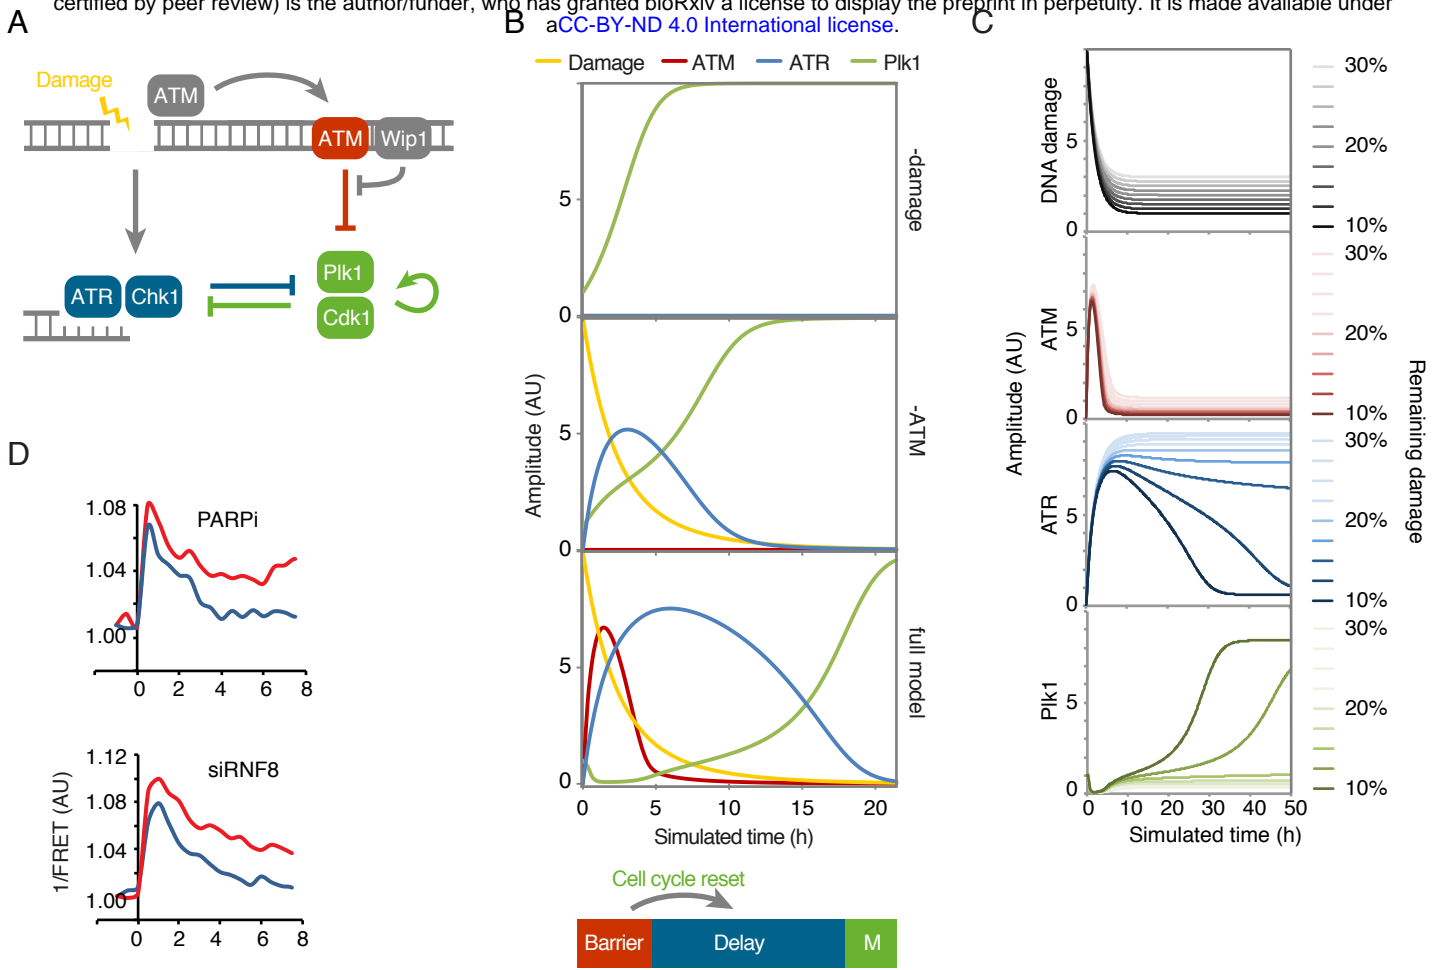 certified by peer review) is the author/funder, who has granted bioRxiv a license to display the preprint in perpetuity. It is made available under
aCC-BY-ND 4.0 International license.
A
Damage
ATM
ATM
Wip1
ATR
Chk1
Plk1
Cdk1
B
Damage
ATM
ATR
Plk1
5
0
-damage
5
0
-ATM
5
0
full model
Amplitude (AU)
0
5
10
15
20
Simulated time (h)
Cell cycle reset
Barrier
Delay
M
C
DNA damage
5
0
30%
20%
10%
ATM
5
0
30%
20%
10%
Amplitude (AU)
ATR
5
0
30%
20%
10%
Plk1
5
0
30%
20%
10%
Remaining damage
0
10
20
30
40
50
Simulated time (h)
D
PARPi
1.08
1.04
1.00
0
2
4
6
8
siRNF8
1.12
1.08
1.04
1.00
1/FRET (AU)
0
2
4
6
8